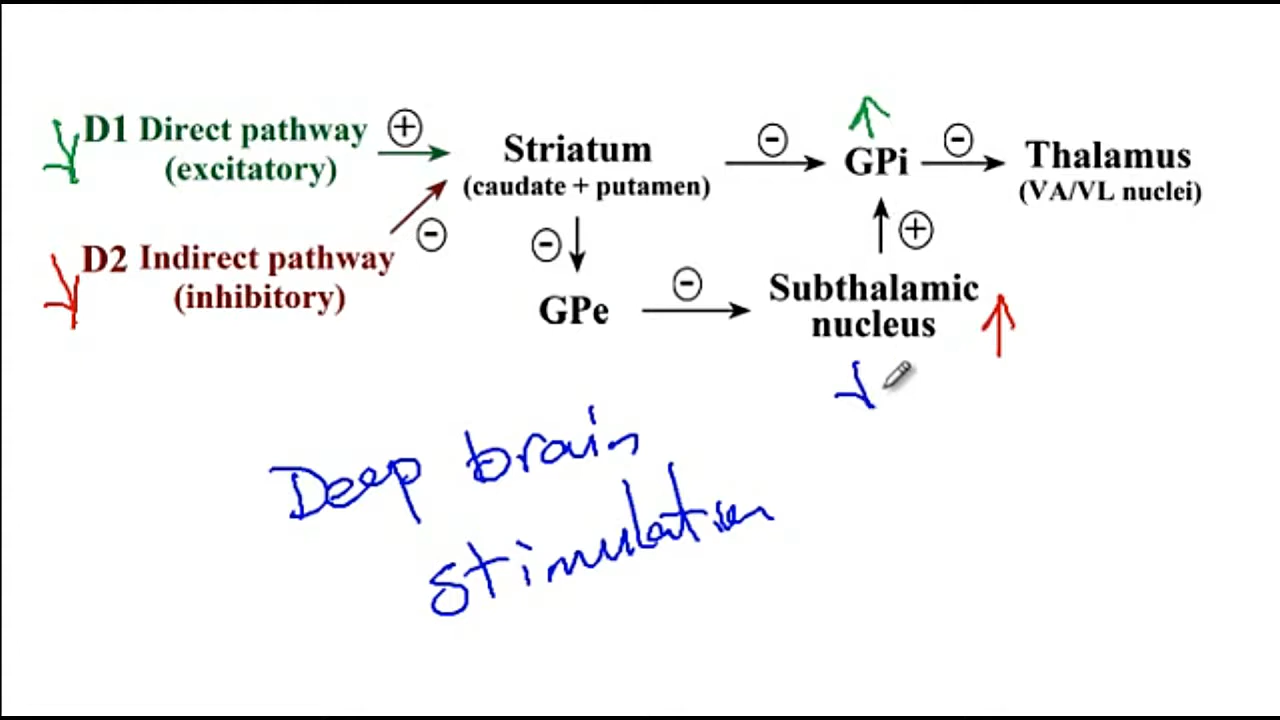 D1 Direct pathway
(excitatory)
+
Striatum
(caudate + putamen)
−
GPi
−
Thalamus
(VA/VL nuclei)
D2 Indirect pathway
(inhibitory)
−
−
+
GPe
−
Subthalamic
nucleus
Deep brain
stimulation